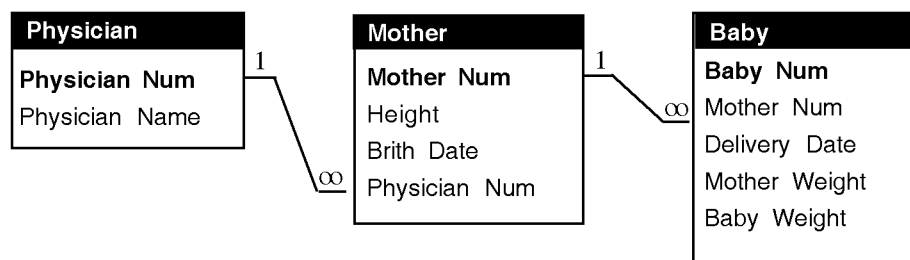 Physician
Physician Num
Physician Name
1
∞
Mother
Mother Num
Height
Brith Date
Physician Num
1
∞
Baby
Baby Num
Mother Num
Delivery Date
Mother Weight
Baby Weight